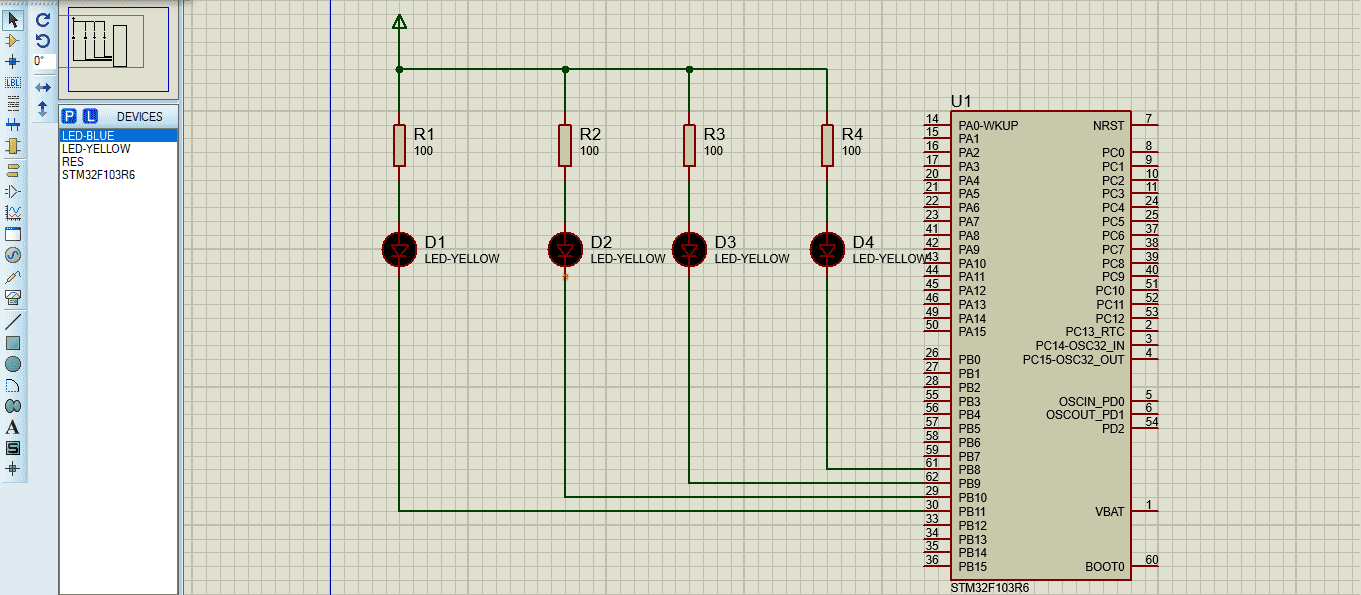 0°
LBL
P L DEVICES
LED-BLUE
LED-YELLOW
RES
STM32F103R6
A
S
R1
100
R2
100
R3
100
R4
100
D1
LED-YELLOW
D2
LED-YELLOW
D3
LED-YELLOW
D4
LED-YELLOW
U1
14 PA0-WKUP NRST 7
15 PA1
16 PA2 PC0 8
17 PA3 PC1 9
20 PA4 PC2 10
21 PA5 PC3 11
22 PA6 PC4 24
23 PA7 PC5 25
41 PA8 PC6 37
42 PA9 PC7 38
43 PA10 PC8 39
44 PA11 PC9 40
45 PA12 PC10 51
46 PA13 PC11 52
49 PA14 PC12 53
50 PA15 PC13_RTC 2
PC14-OSC32_IN 3
26 PB0 PC15-OSC32_OUT 4
27 PB1
28 PB2
55 PB3 OSCIN_PD0 5
56 PB4 OSCOUT_PD1 6
57 PB5 PD2 54
58 PB6
59 PB7
61 PB8
62 PB9
29 PB10
30 PB11 VBAT 1
33 PB12
34 PB13
35 PB14
36 PB15 BOOT0 60
STM32F103R6